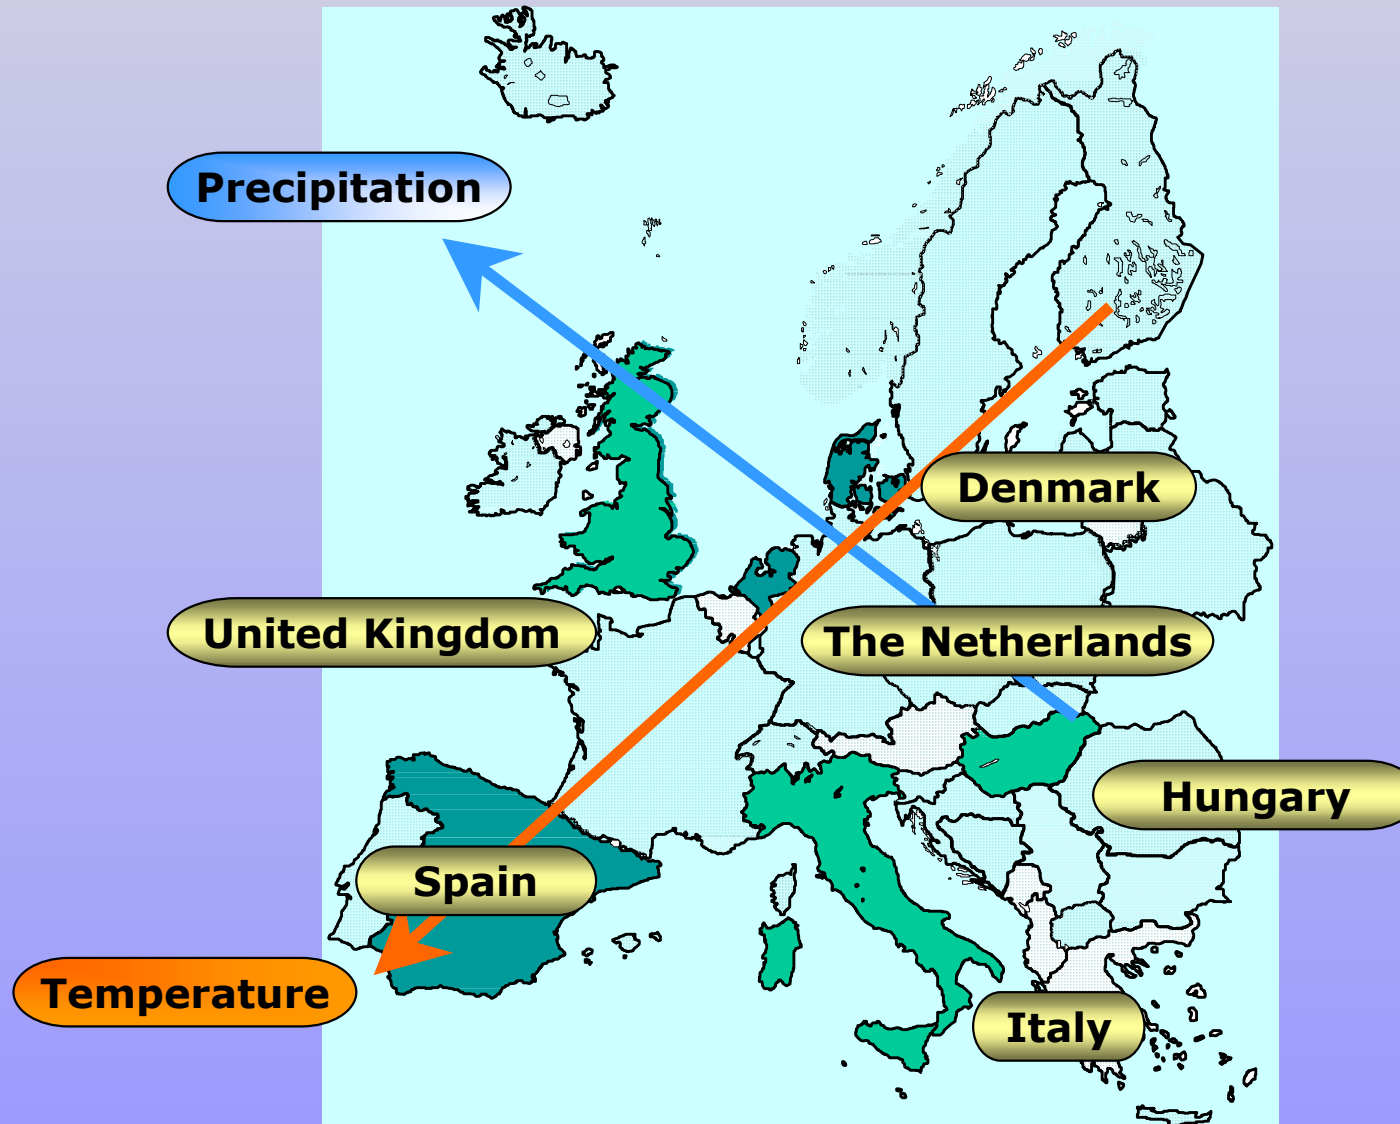 Precipitation
Denmark
United Kingdom
The Netherlands
Hungary
Spain
Temperature
Italy